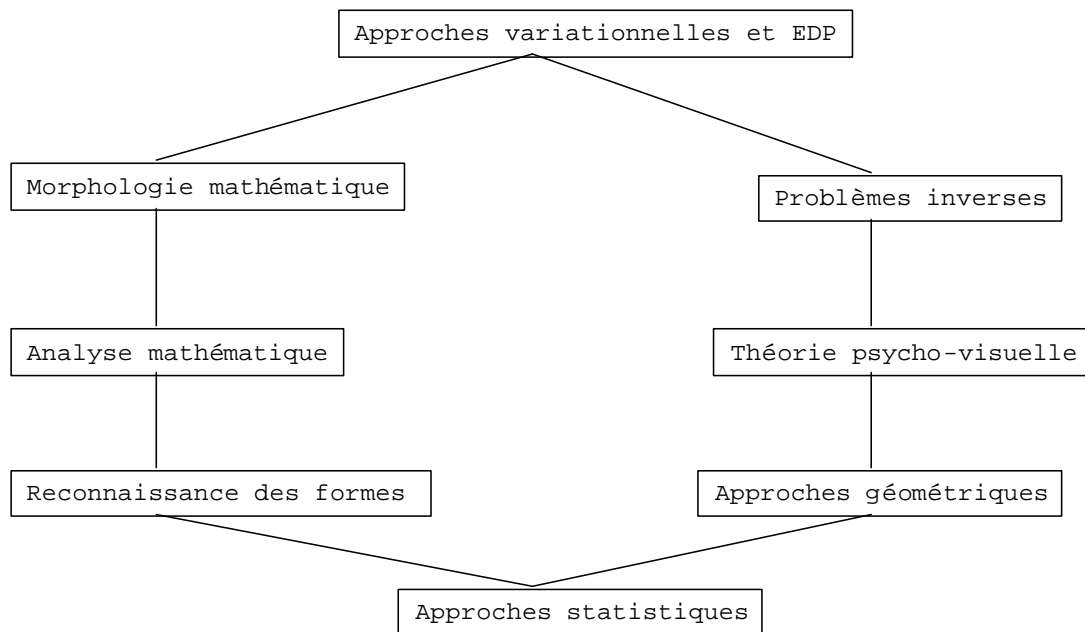 Approches variationnelles et EDP
Morphologie mathématique
Problèmes inverses
Analyse mathématique
Théorie psycho-visuelle
Reconnaissance des formes
Approches géométriques
Approches statistiques